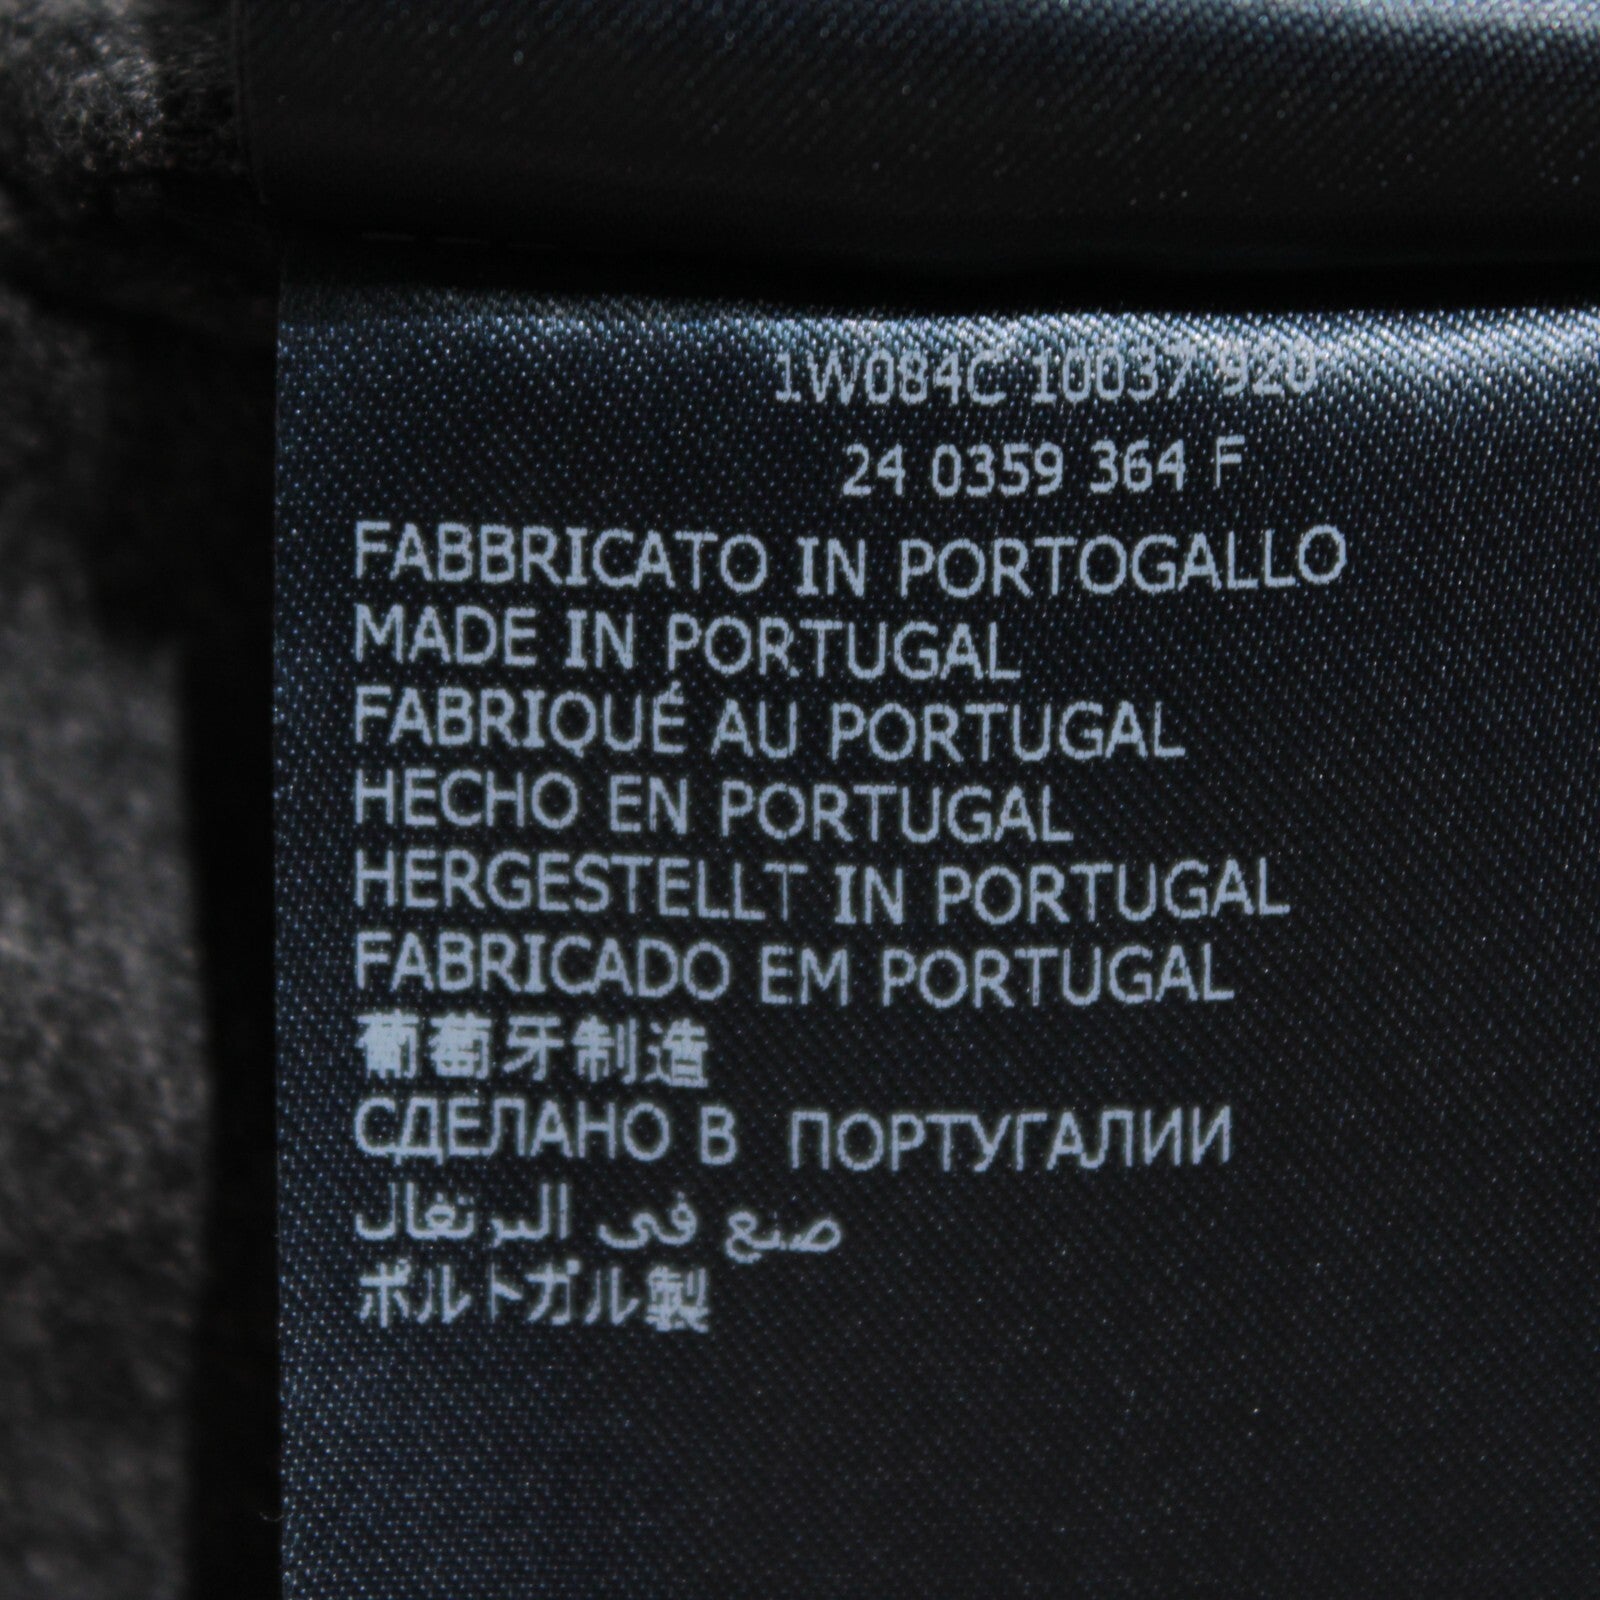 1W084C 10037 920
24 0359 364 F
FABBRICATO IN PORTOGALLO
MADE IN PORTUGAL
FABRIQUÉ AU PORTUGAL
HECHO EN PORTUGAL
HERGESTELLT IN PORTUGAL
FABRICADO EM PORTUGAL
葡萄牙制造
СДЕЛАНО В ПОРТУГАЛИИ
صنع فى البرتغال
ポルトガル製